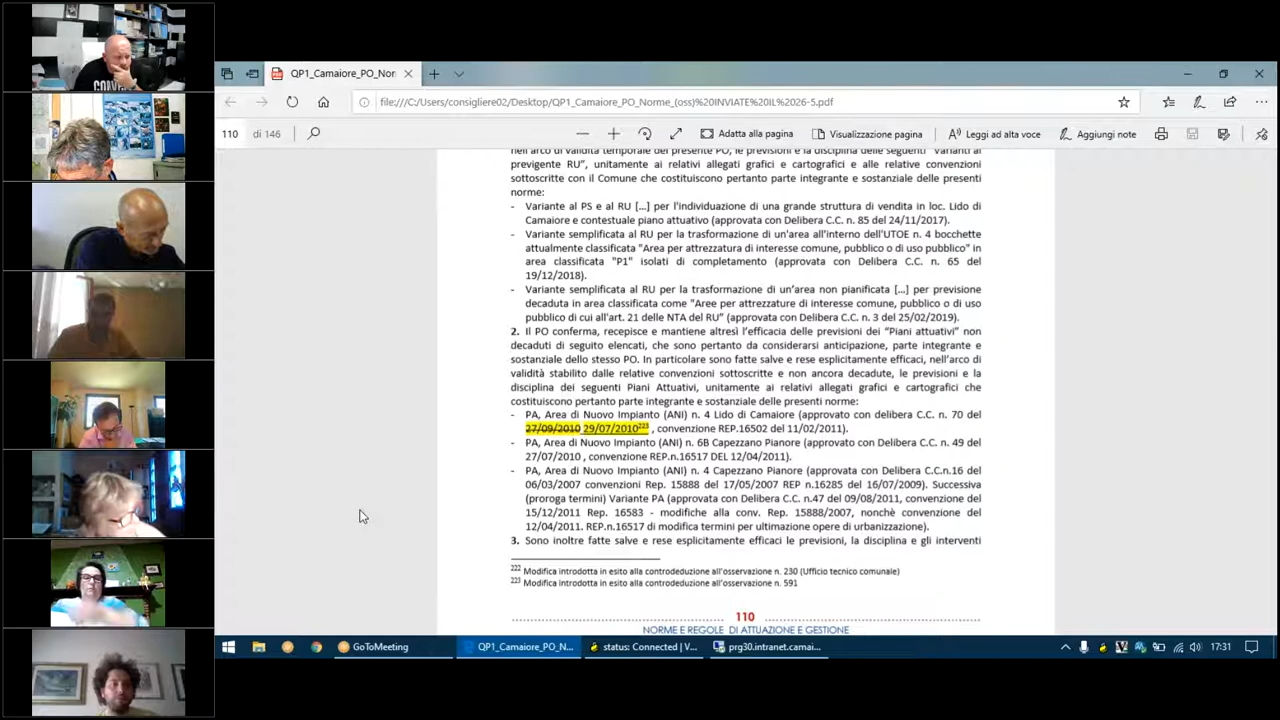 QP1_Camaiore_PO_Nor
file:///C:/Users/consigliere02/Desktop/QP1_Camaiore_PO_Norme_(oss)%20INVIATE%20IL%2026-5.pdf
110 di 146
Adatta alla pagina
Visualizzazione pagina
Leggi ad alta voce
Aggiungi note
nell'arco di validità temporale del presente PO, le previsioni e la disciplina delle seguenti "Varianti al
previgente RU", unitamente ai relativi allegati grafici e cartografici e alle relative convenzioni
sottoscritte con il Comune che costituiscono pertanto parte integrante e sostanziale delle presenti
norme:
- Variante al PS e al RU [...] per l'individuazione di una grande struttura di vendita in loc. Lido di
Camaiore e contestuale piano attuativo (approvata con Delibera C.C. n. 85 del 24/11/2017).
- Variante semplificata al RU per la trasformazione di un'area all'interno dell'UTOE n. 4 bocchette
attualmente classificata "Area per attrezzatura di interesse comune, pubblico o di uso pubblico" in
area classificata "P1" isolati di completamento (approvata con Delibera C.C. n. 65 del
19/12/2018).
- Variante semplificata al RU per la trasformazione di un'area non pianificata [...] per previsione
decaduta in area classificata come "Aree per attrezzature di interesse comune, pubblico o di uso
pubblico di cui all'art. 21 delle NTA del RU" (approvata con Delibera C.C. n. 3 del 25/02/2019).
2. Il PO conferma, recepisce e mantiene altresì l'efficacia delle previsioni dei "Piani attuativi" non
decaduti di seguito elencati, che sono pertanto da considerarsi anticipazione, parte integrante e
sostanziale dello stesso PO. In particolare sono fatte salve e rese esplicitamente efficaci, nell'arco di
validità stabilito dalle relative convenzioni sottoscritte e non ancora decadute, le previsioni e la
disciplina dei seguenti Piani Attuativi, unitamente ai relativi allegati grafici e cartografici che
costituiscono pertanto parte integrante e sostanziale delle presenti norme:
- PA, Area di Nuovo Impianto (ANI) n. 4 Lido di Camaiore (approvato con delibera C.C. n. 70 del
27/09/2010 29/07/2010223 , convenzione REP.16502 del 11/02/2011).
- PA, Area di Nuovo Impianto (ANI) n. 6B Capezzano Pianore (approvato con Delibera C.C. n. 49 del
27/07/2010 , convenzione REP.n.16517 DEL 12/04/2011).
- PA, Area di Nuovo Impianto (ANI) n. 4 Capezzano Pianore (approvata con Delibera C.C.n.16 del
06/03/2007 convenzioni Rep. 15888 del 17/05/2007 REP n.16285 del 16/07/2009). Successiva
(proroga termini) Variante PA (approvata con Delibera C.C. n.47 del 09/08/2011, convenzione del
15/12/2011 Rep. 16583 - modifiche alla conv. Rep. 15888/2007, nonchè convenzione del
12/04/2011. REP.n.16517 di modifica termini per ultimazione opere di urbanizzazione).
3. Sono inoltre fatte salve e rese esplicitamente efficaci le previsioni, la disciplina e gli interventi
222 Modifica introdotta in esito alla controdeduzione all'osservazione n. 230 (Ufficio tecnico comunale)
223 Modifica introdotta in esito alla controdeduzione all'osservazione n. 591
110
NORME E REGOLE DI ATTUAZIONE E GESTIONE
GoToMeeting
QP1_Camaiore_PO_N...
status: Connected | V...
prg30.intranet.camai...
17:31